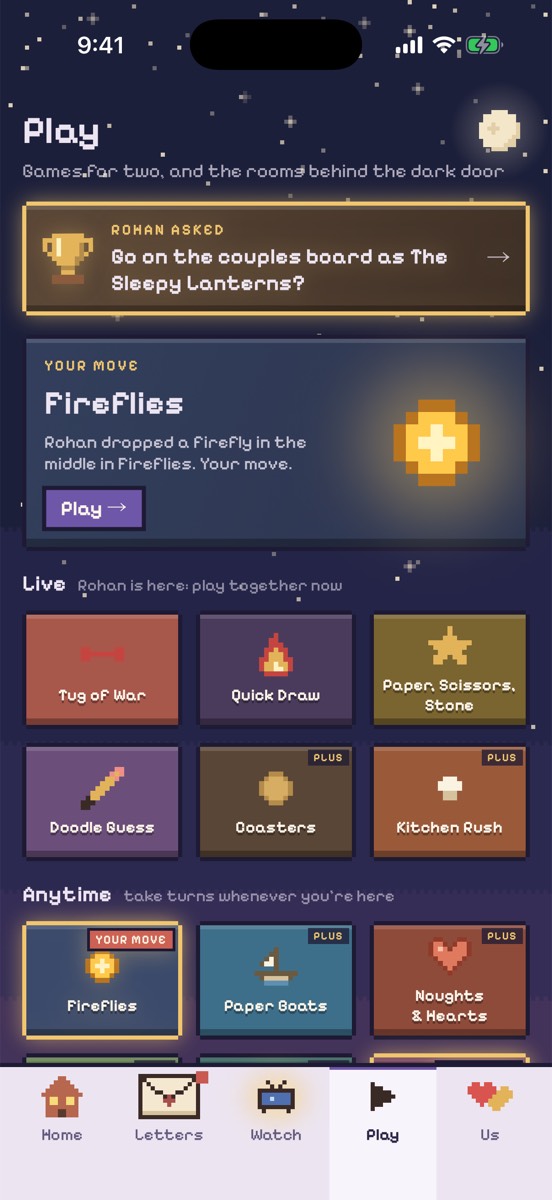 9:41
Play
Games for two, and the rooms behind the dark door
ROHAN ASKED
Go on the couples board as The
Sleepy Lanterns?
→
YOUR MOVE
Fireflies
Rohan dropped a firefly in the
middle in Fireflies. Your move.
Play →
Live Rohan is here: play together now
Tug of War
Quick Draw
Paper, Scissors,
Stone
Doodle Guess
PLUS
Coasters
PLUS
Kitchen Rush
Anytime take turns whenever you're here
YOUR MOVE
Fireflies
PLUS
Paper Boats
PLUS
Noughts
& Hearts
Home
Letters
Watch
Play
Us